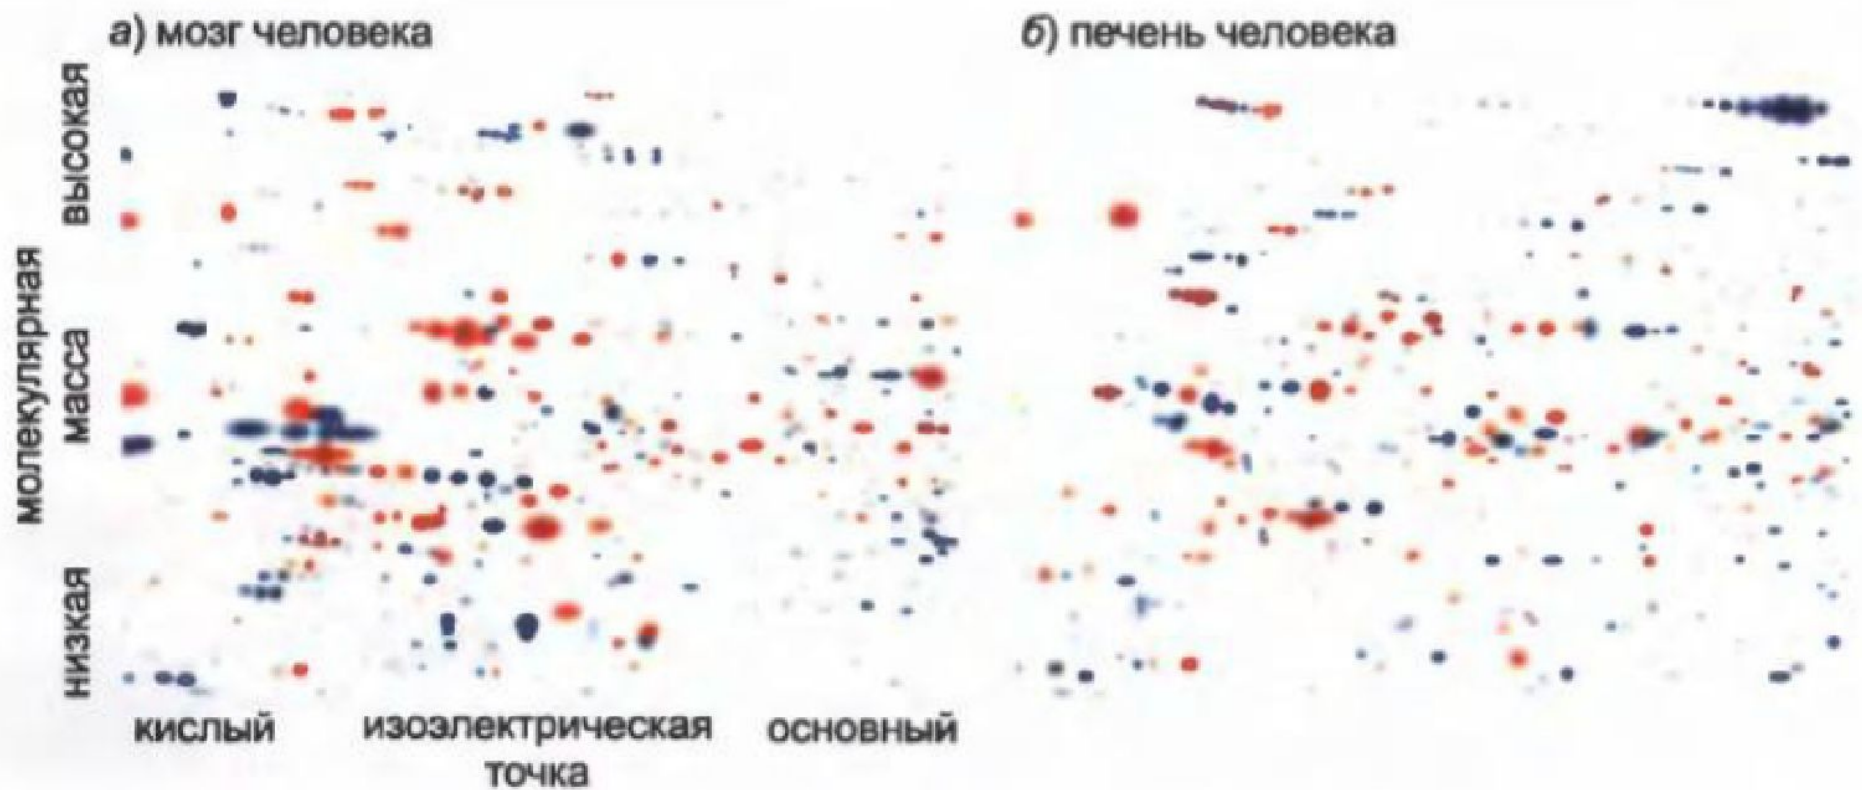 а) мозг человека
б) печень человека
высокая
молекулярная
масса
низкая
кислый
изоэлектрическая
точка
основный